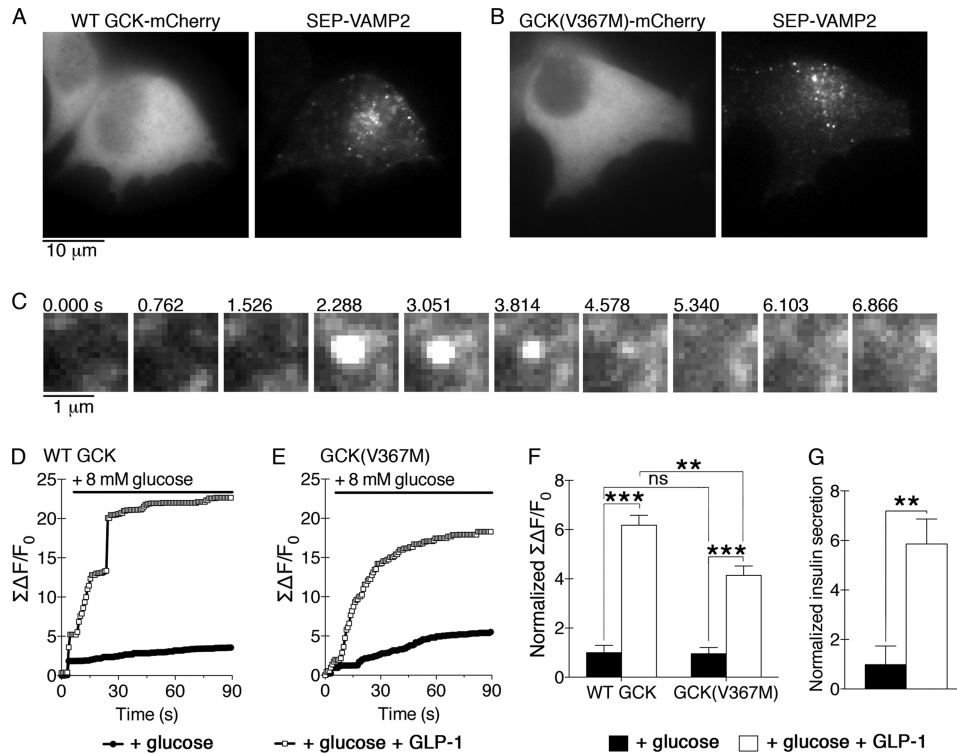 A
WT GCK-mCherry
SEP-VAMP2
B
GCK(V367M)-mCherry
SEP-VAMP2
10 μm
C
0.000 s 0.762 1.526 2.288 3.051 3.814 4.578 5.340 6.103 6.866
1 μm
D
WT GCK
+ 8 mM glucose
ΣΔF/F0
25
20
15
10
5
0
0 30 60 90
Time (s)
E
GCK(V367M)
+ 8 mM glucose
ΣΔF/F0
25
20
15
10
5
0
0 30 60 90
Time (s)
+ glucose
+ glucose + GLP-1
F
Normalized ΣΔF/F0
8
6
4
2
0
***
ns
**
***
WT GCK
GCK(V367M)
G
Normalized insulin secretion
8
6
4
2
0
**
+ glucose
+ glucose + GLP-1